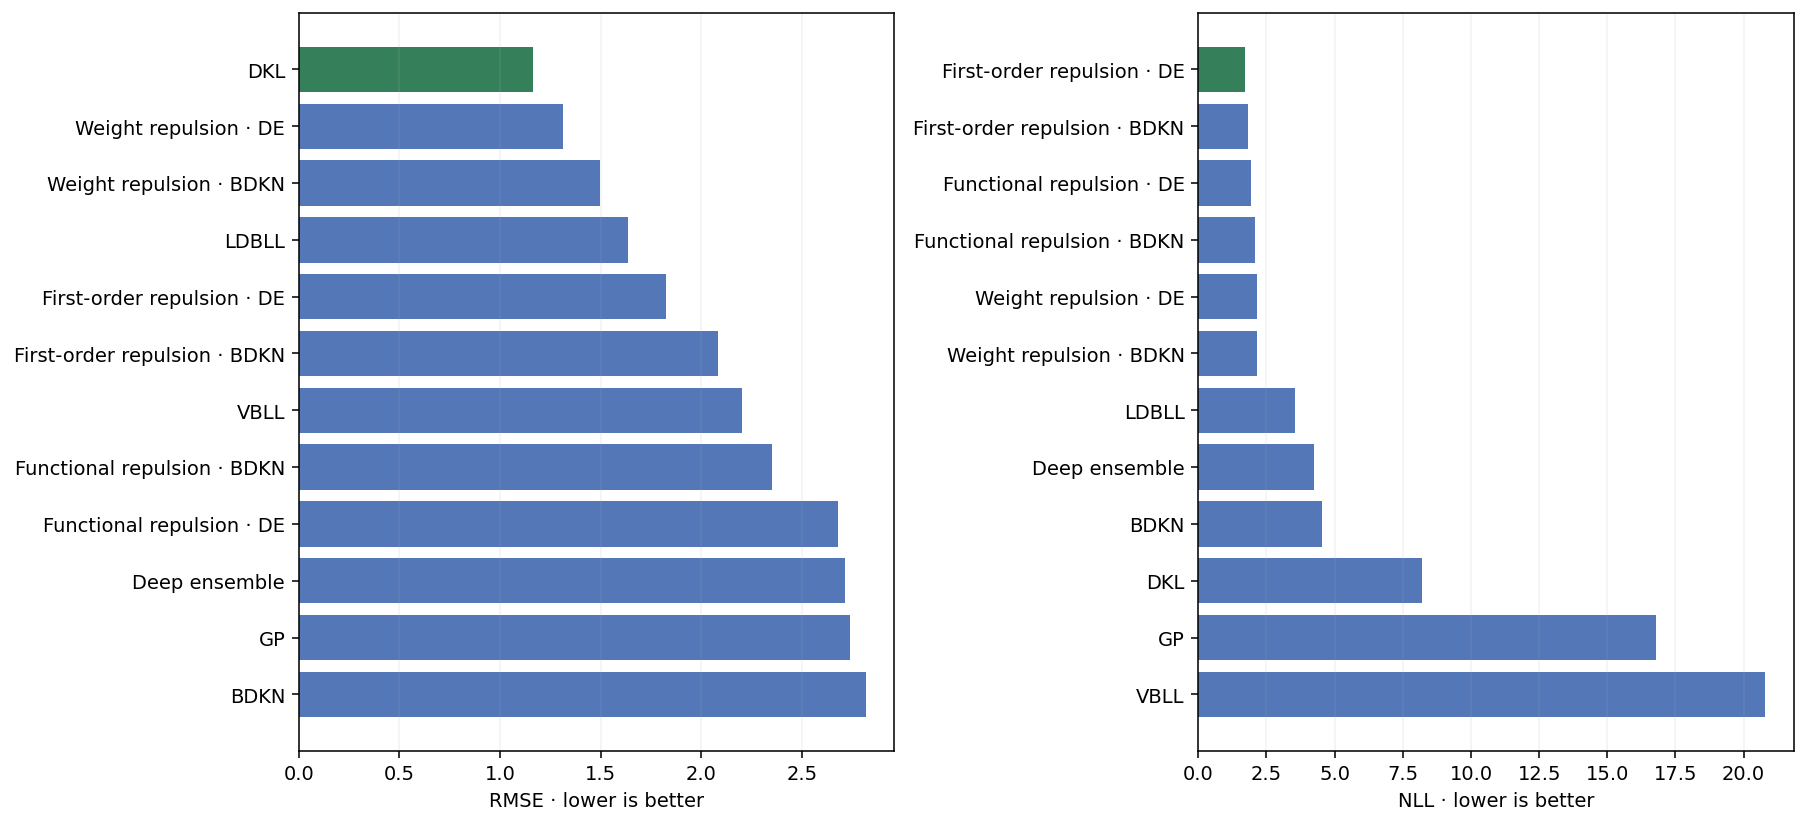 DKL
Weight repulsion · DE
Weight repulsion · BDKN
LDBLL
First-order repulsion · DE
First-order repulsion · BDKN
VBLL
Functional repulsion · BDKN
Functional repulsion · DE
Deep ensemble
GP
BDKN
0.0 0.5 1.0 1.5 2.0 2.5
RMSE · lower is better
First-order repulsion · DE
First-order repulsion · BDKN
Functional repulsion · DE
Functional repulsion · BDKN
Weight repulsion · DE
Weight repulsion · BDKN
LDBLL
Deep ensemble
BDKN
DKL
GP
VBLL
0.0 2.5 5.0 7.5 10.0 12.5 15.0 17.5 20.0
NLL · lower is better